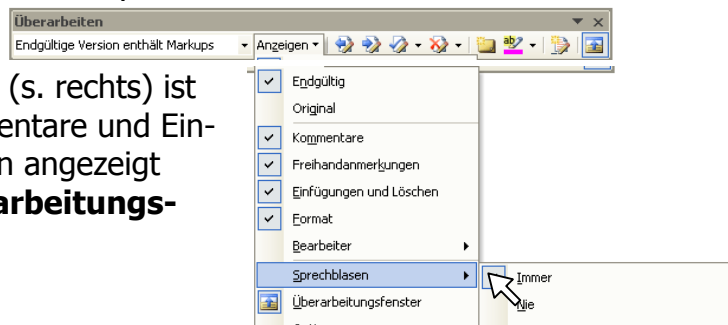 Überarbeiten
Endgültige Version enthält Markups Anzeigen
(s. rechts) ist
entare und Ein-
n angezeigt
arbeitungs-
Endgültig
Original
Kommentare
Freihandanmerkungen
Einfügungen und Löschen
Format
Bearbeiter
Sprechblasen
Immer
Überarbeitungsfenster
Nie